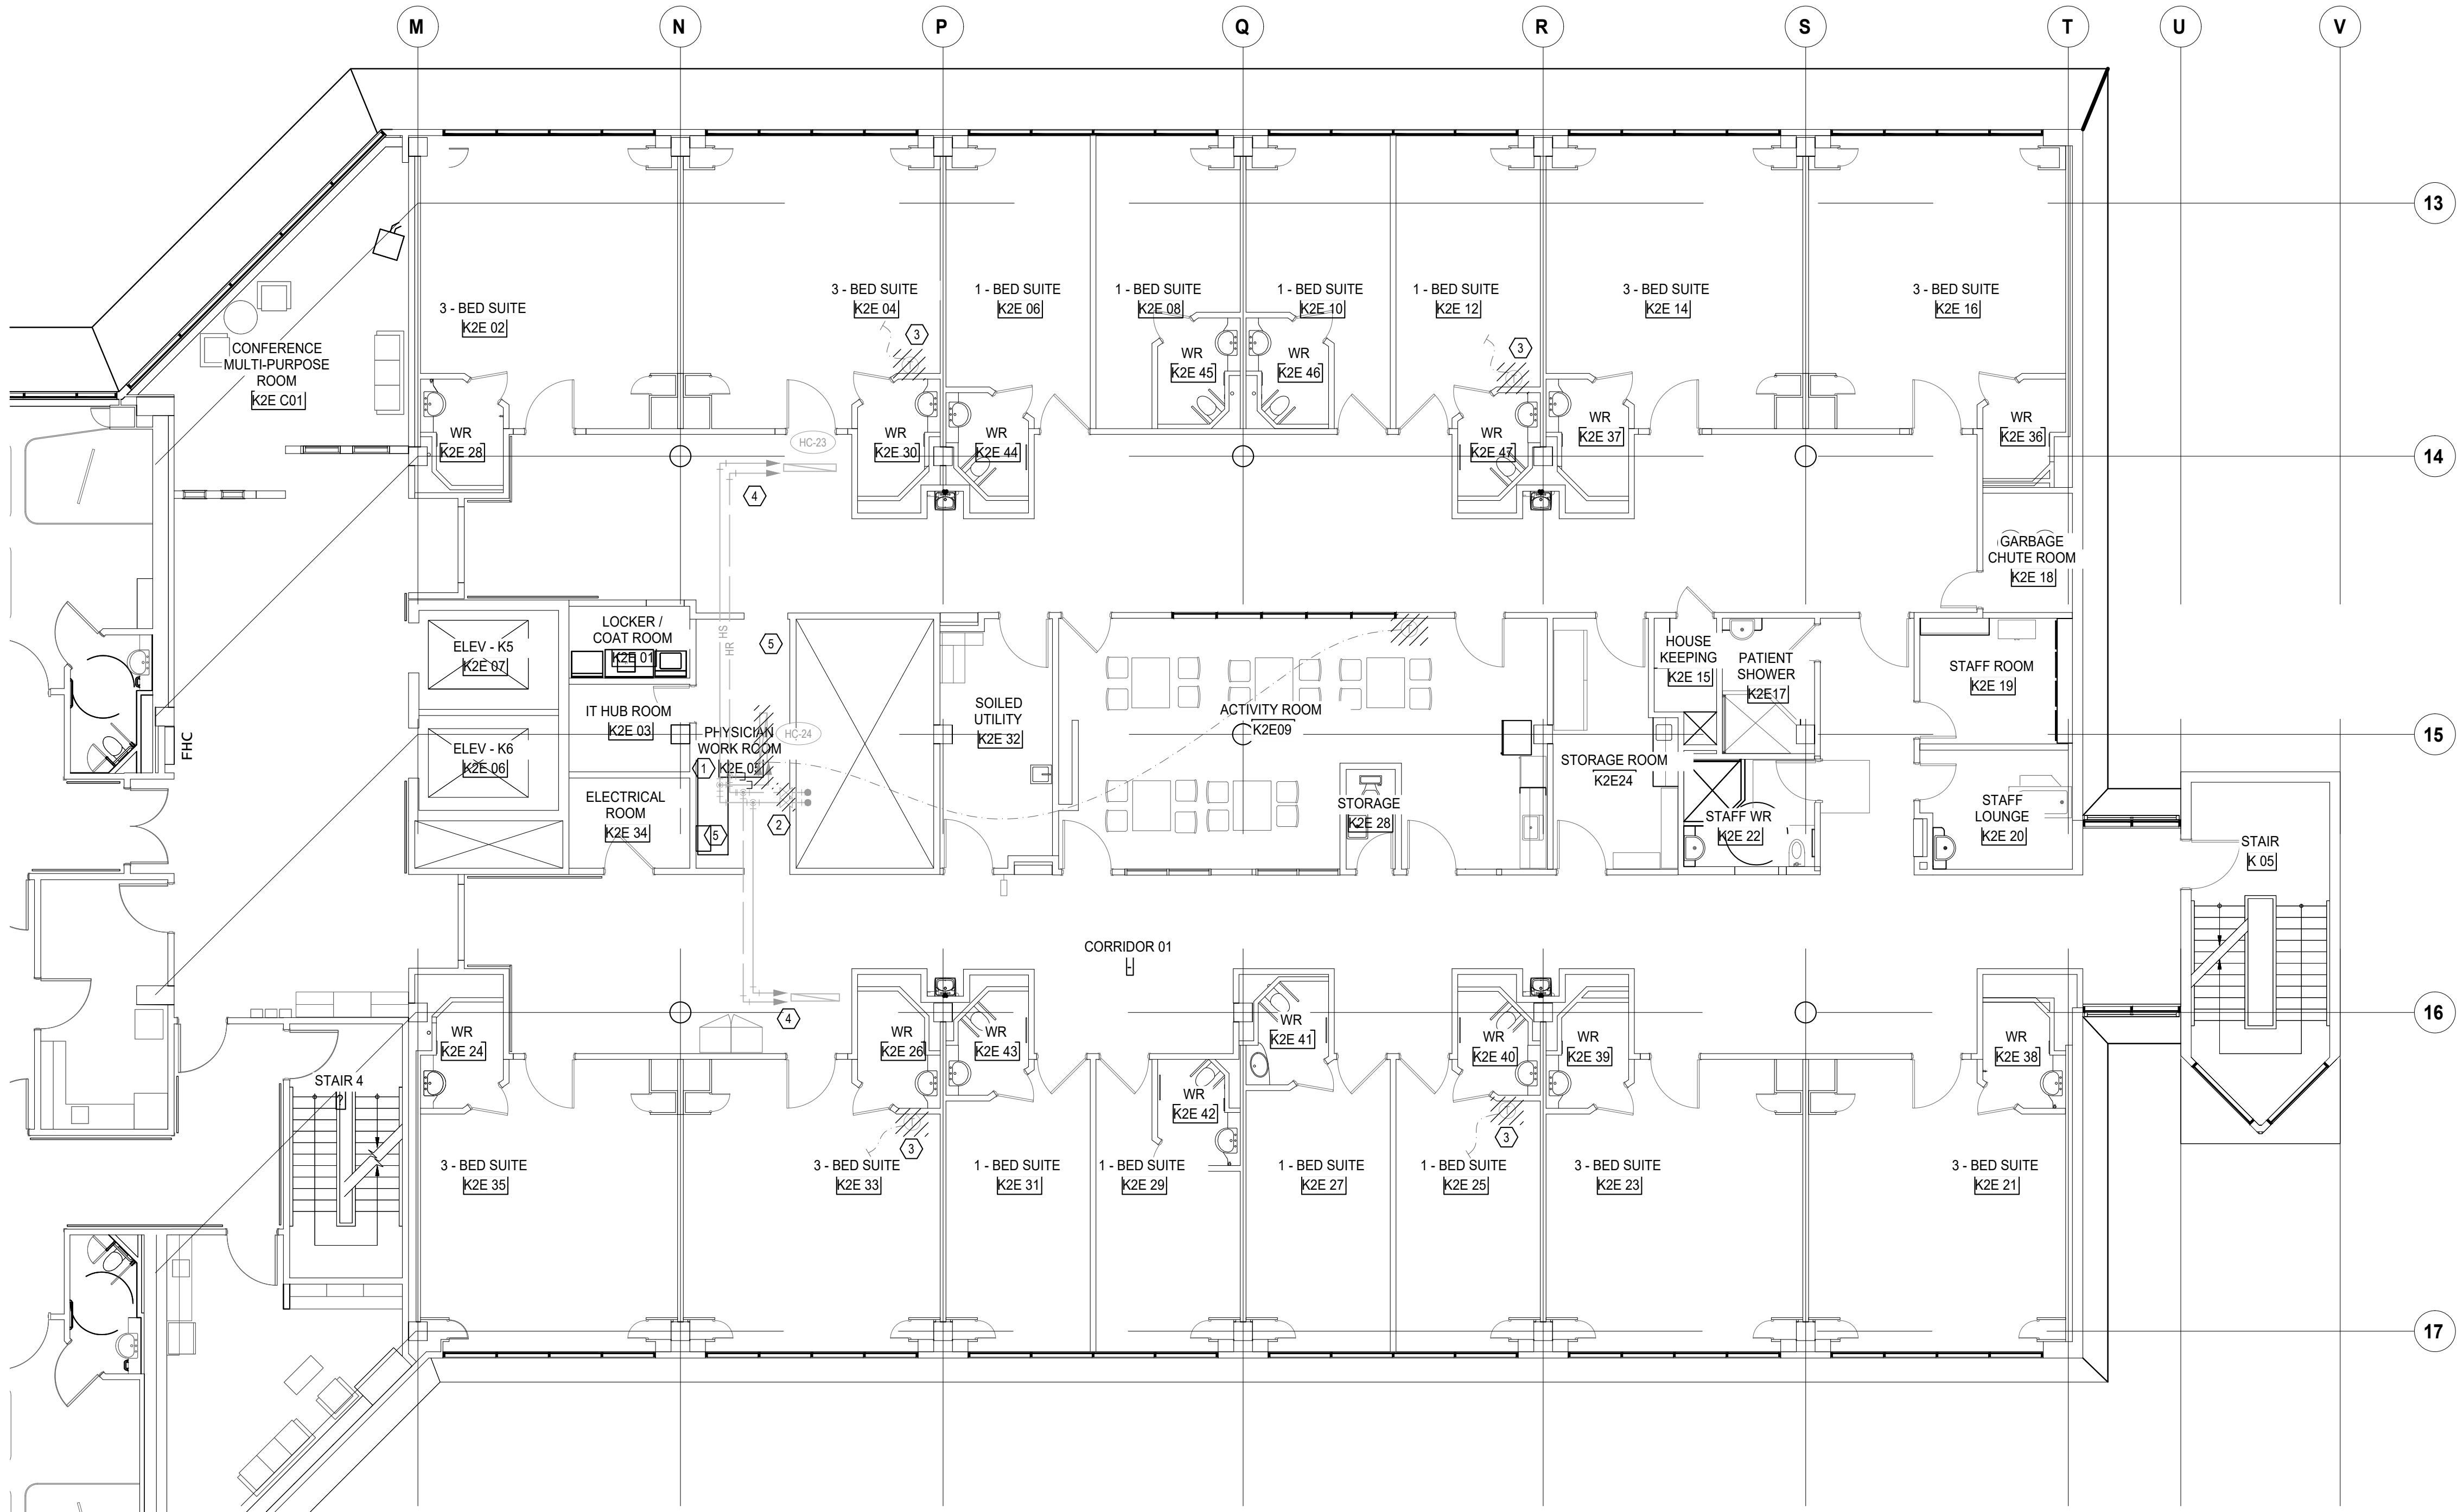 M
N
P
Q
R
S
T
U
V
13
3 - BED SUITE
K2E 02
3 - BED SUITE
K2E 04
1 - BED SUITE
K2E 06
1 - BED SUITE
K2E 08
1 - BED SUITE
K2E 10
1 - BED SUITE
K2E 12
3 - BED SUITE
K2E 14
3 - BED SUITE
K2E 16
3
3
CONFERENCE
MULTI-PURPOSE
ROOM
K2E C01
WR
K2E 28
WR
K2E 30
WR
K2E 44
WR
K2E 45
WR
K2E 46
WR
K2E 47
WR
K2E 37
WR
K2E 36
HC-23
14
4
GARBAGE
CHUTE ROOM
K2E 18
ELEV - K5
K2E 07
LOCKER /
COAT ROOM
K2E 01
HS
HR
5
HOUSE
KEEPING
K2E 15
PATIENT
SHOWER
K2E17
STAFF ROOM
K2E 19
IT HUB ROOM
K2E 03
SOILED
UTILITY
K2E 32
ACTIVITY ROOM
K2E09
FHC
ELEV - K6
K2E 06
PHYSICIAN
WORK ROOM
K2E 05
HC-24
1
15
STORAGE ROOM
K2E24
ELECTRICAL
ROOM
K2E 34
5
2
STORAGE
K2E 28
STAFF WR
K2E 22
STAFF
LOUNGE
K2E 20
STAIR
K 05
CORRIDOR 01
-
4
16
WR
K2E 24
WR
K2E 26
WR
K2E 43
WR
K2E 42
WR
K2E 41
WR
K2E 40
WR
K2E 39
WR
K2E 38
STAIR 4
?
3
3
3 - BED SUITE
K2E 35
3 - BED SUITE
K2E 33
1 - BED SUITE
K2E 31
1 - BED SUITE
K2E 29
1 - BED SUITE
K2E 27
1 - BED SUITE
K2E 25
3 - BED SUITE
K2E 23
3 - BED SUITE
K2E 21
17